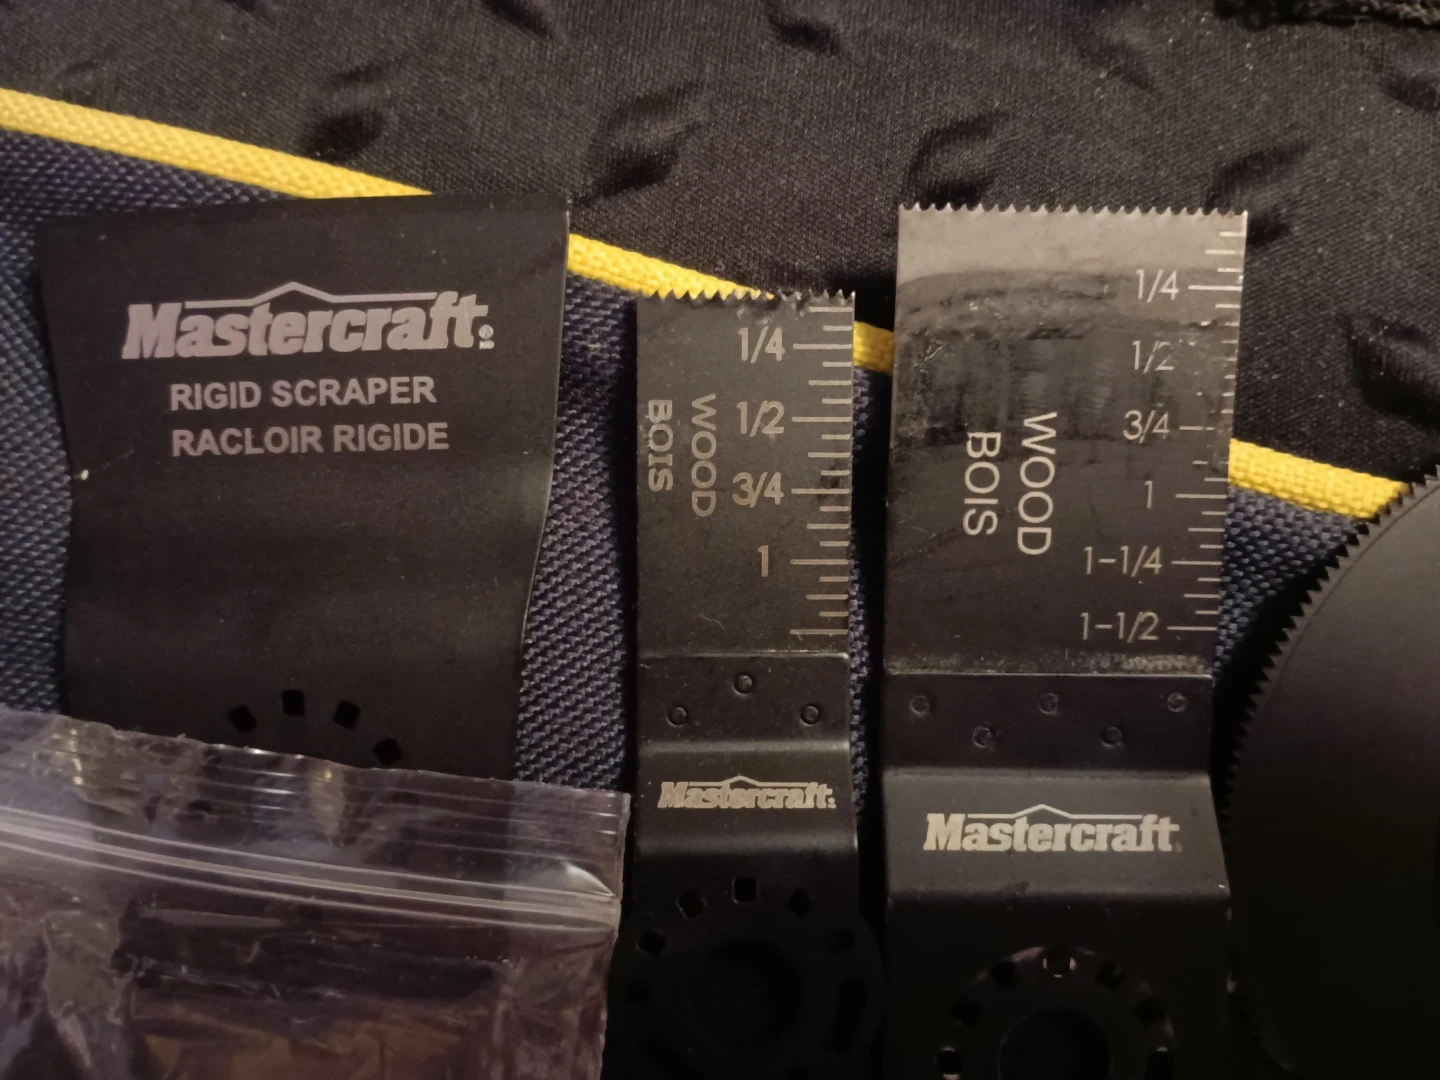 Mastercraft
RIGID SCRAPER
RACLOIR RIGIDE
1/4
1/2
3/4
1
WOOD
BOIS
Mastercraft
1/4
1/2
3/4
1
1-1/4
1-1/2
WOOD
BOIS
Mastercraft